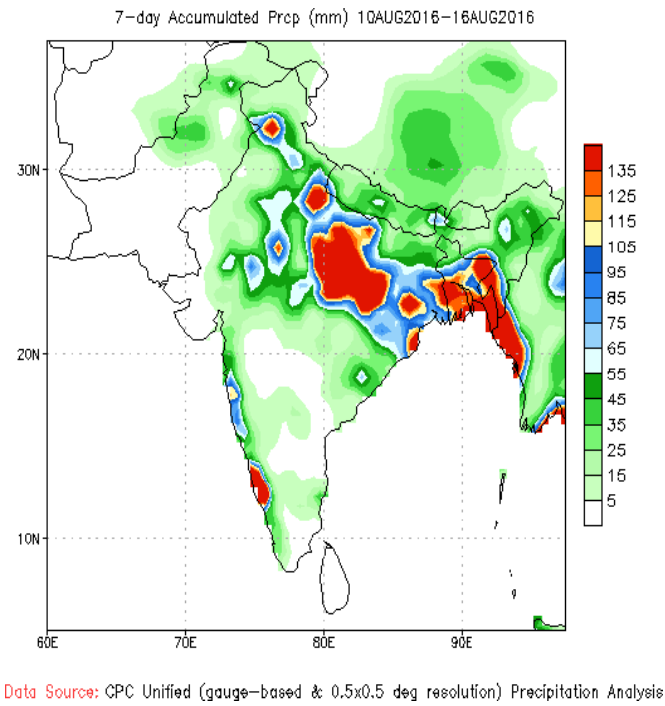 7-day Accumulated Prcp (mm) 10AUG2016-16AUG2016
30N
20N
10N
60E 70E 80E 90E
135
125
115
105
95
85
75
65
55
45
35
25
15
5
Data Source: CPC Unified (gauge-based & 0.5x0.5 deg resolution) Precipitation Analysis